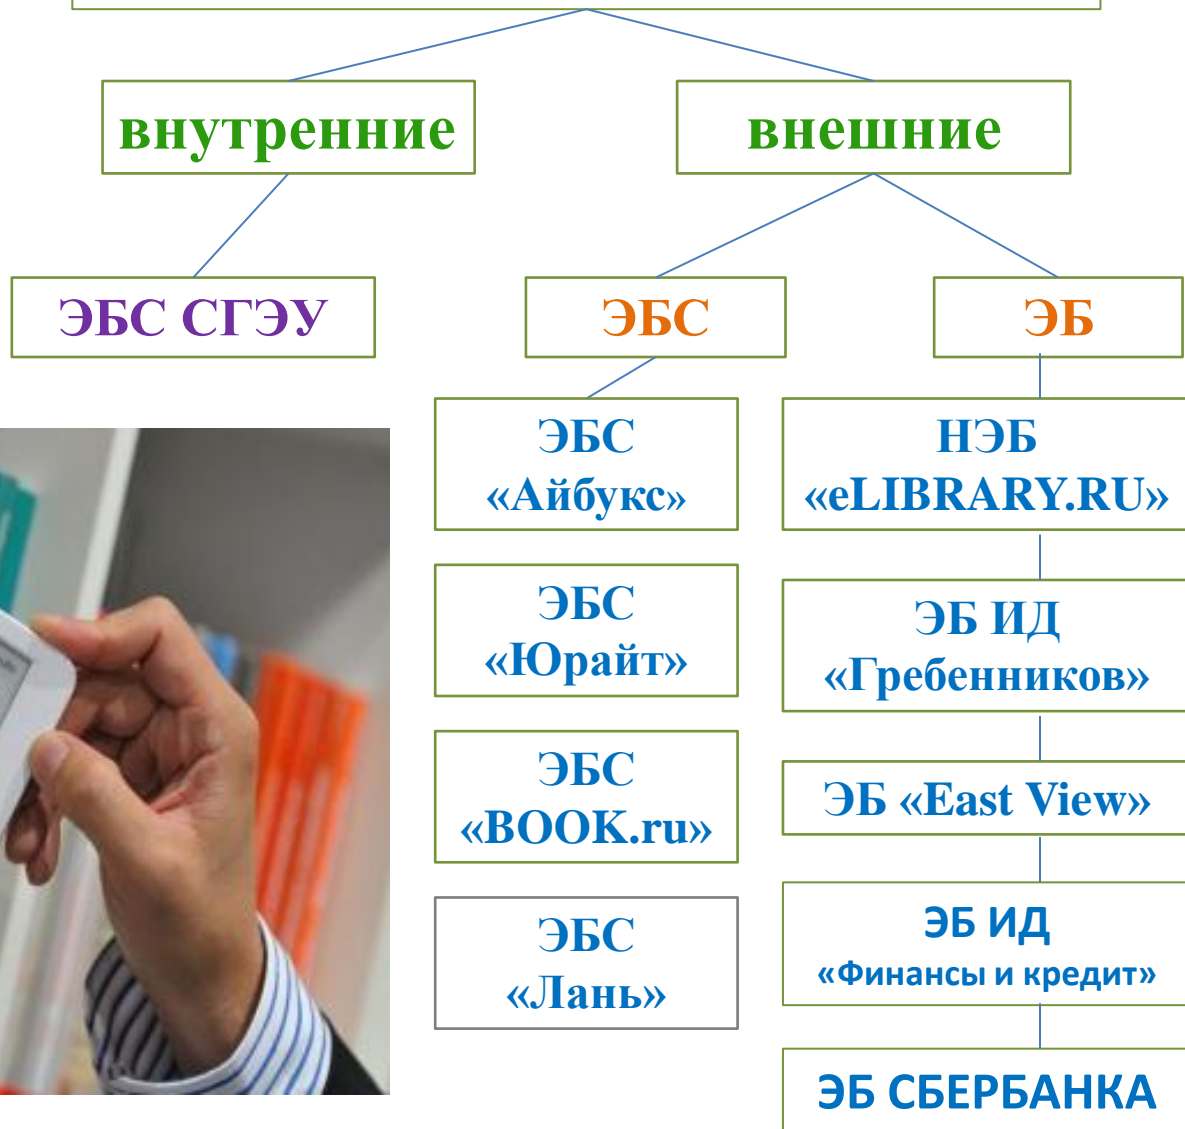 внутренние
внешние
ЭБС СГЭУ
ЭБС
ЭБ
ЭБС
«Айбукс»
ЭБС
«Юрайт»
ЭБС
«BOOK.ru»
ЭБС
«Лань»
НЭБ
«eLIBRARY.RU»
ЭБ ИД
«Гребенников»
ЭБ «East View»
ЭБ ИД
«Финансы и кредит»
ЭБ СБЕРБАНКА